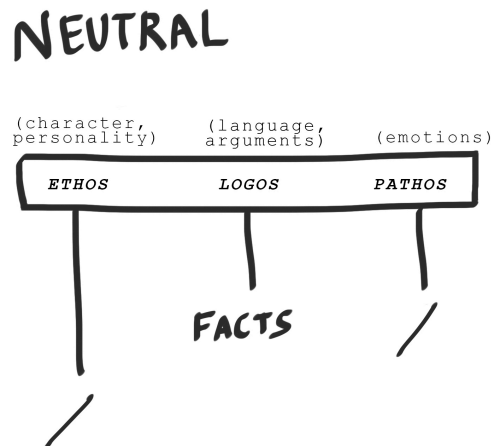 NEUTRAL
(character,
personality)
(language,
arguments)
(emotions)
ETHOS
LOGOS
PATHOS
FACTS